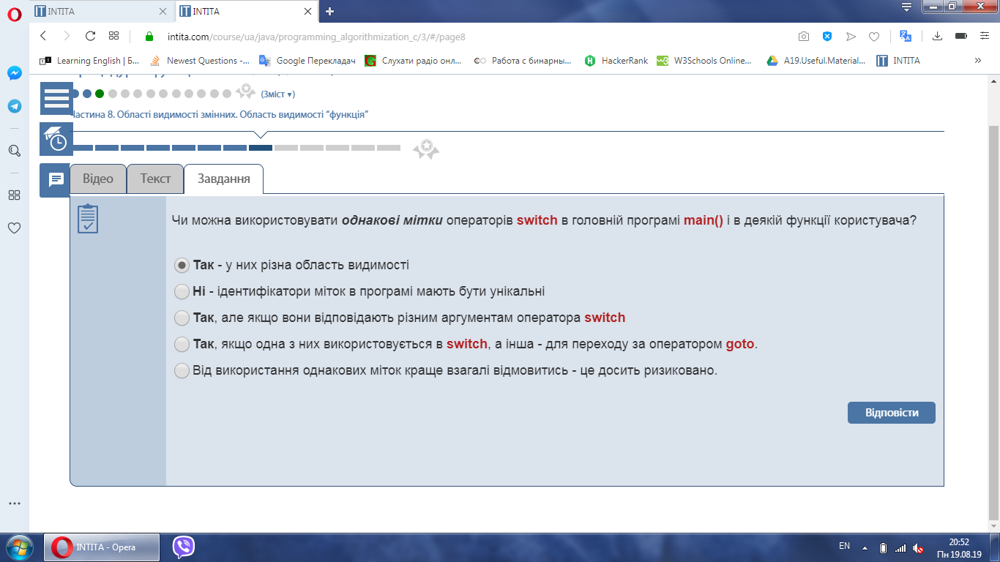 INTITA
INTITA
intita.com/course/ua/java/programming_algorithmization_c/3/#/page8
Learning English | Б...
Newest Questions -...
Google Перекладач
Слухати радіо онл...
Работа с бинарны...
HackerRank
W3Schools Online...
A19.Useful.Material...
INTITA
»
(Зміст ▾)
Частина 8. Області видимості змінних. Область видимості “функція”
Відео
Текст
Завдання
Чи можна використовувати однакові мітки операторів switch в головній програмі main() і в деякій функції користувача?
Так - у них різна область видимості
Ні - ідентифікатори міток в програмі мають бути унікальні
Так, але якщо вони відповідають різним аргументам оператора switch
Так, якщо одна з них використовується в switch, а інша - для переходу за оператором goto.
Від використання однакових міток краще взагалі відмовитись - це досить ризиковано.
Відповісти
INTITA - Opera
EN
20:52
Пн 19.08.19